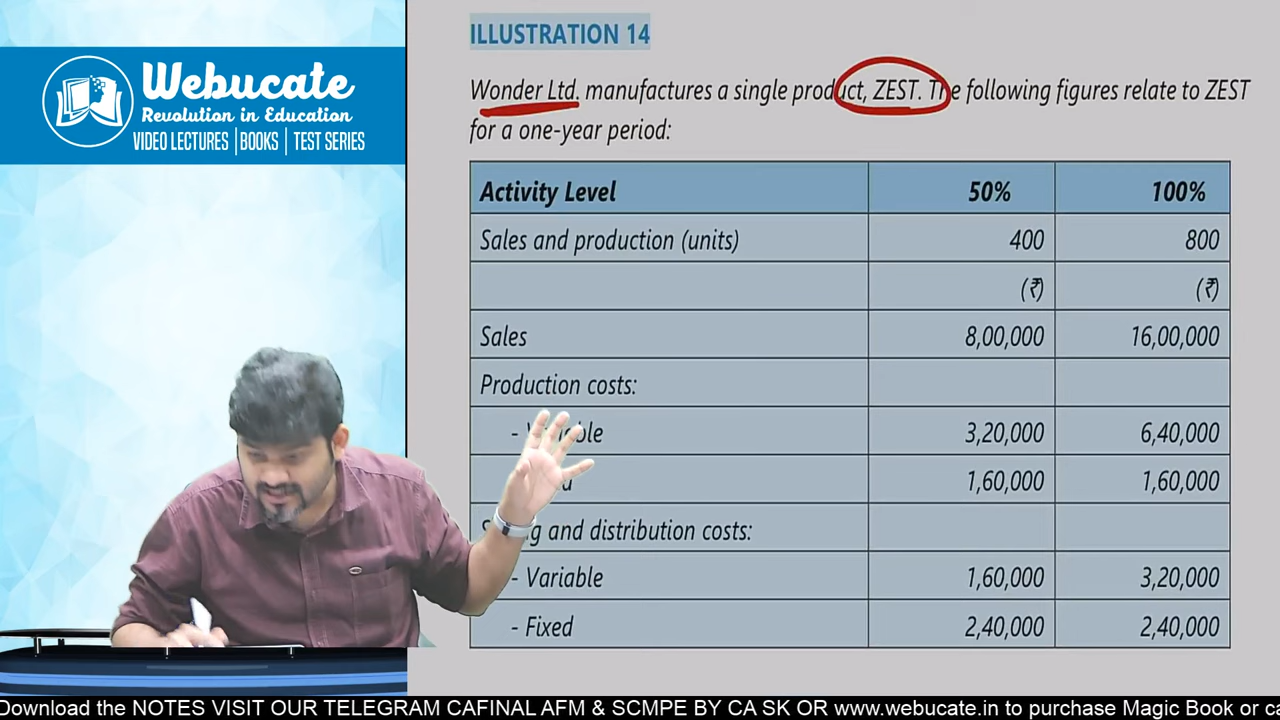 Webucate
Revolution in Education
VIDEO LECTURES | BOOKS | TEST SERIES
ILLUSTRATION 14
Wonder Ltd. manufactures a single product, ZEST. The following figures relate to ZEST
for a one-year period:
Activity Level 50% 100%
Sales and production (units) 400 800
(₹) (₹)
Sales 8,00,000 16,00,000
Production costs:
- 3,20,000 6,40,000
1,60,000 1,60,000
and distribution costs:
- Variable 1,60,000 3,20,000
- Fixed 2,40,000 2,40,000
Download the NOTES VISIT OUR TELEGRAM CAFINAL AFM & SCMPE BY CA SK OR www.webucate.in to purchase Magic Book or